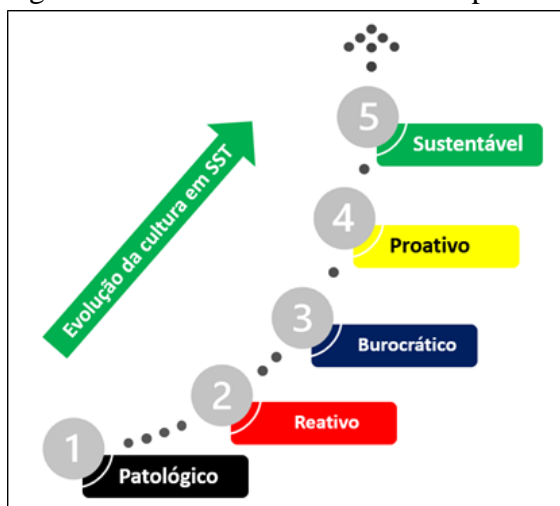 5
Sustentável
Evolução da cultura em SST
4
Proativo
3
Burocrático
2
Reativo
1
Patológico